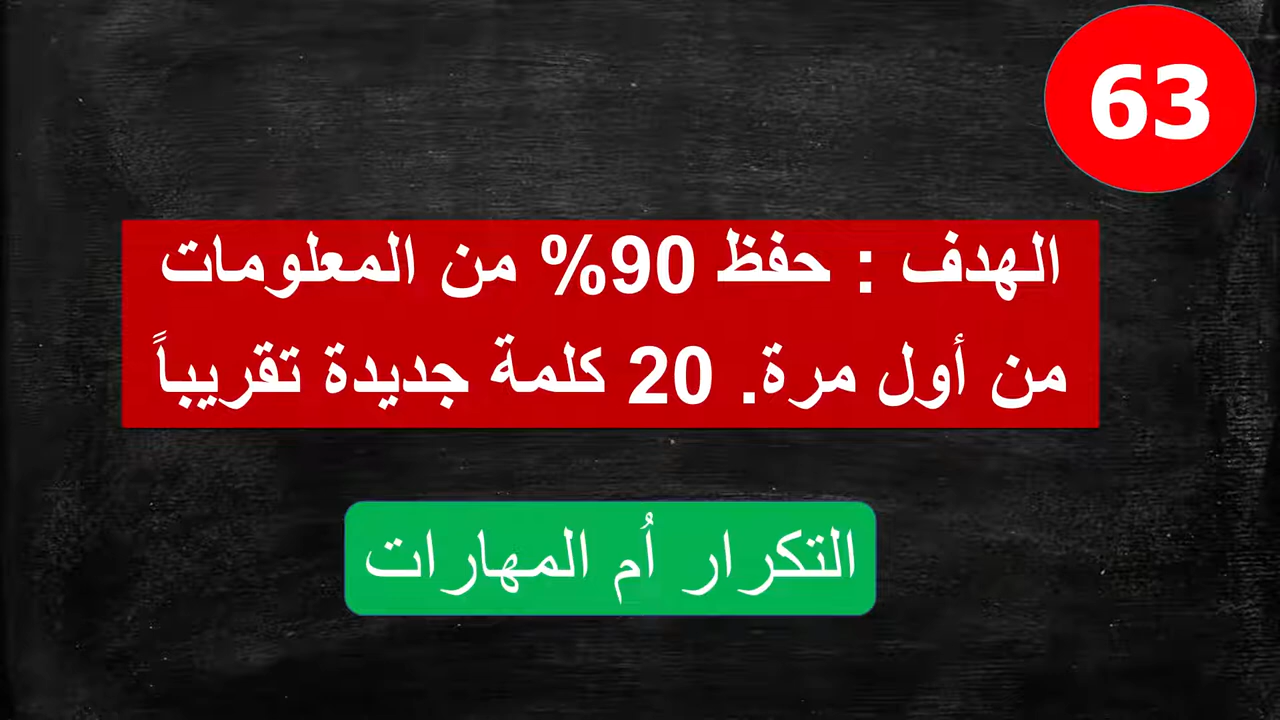 63
الهدف : حفظ 90% من المعلومات
من أول مرة. 20 كلمة جديدة تقريباً
التكرار أُم المهارات